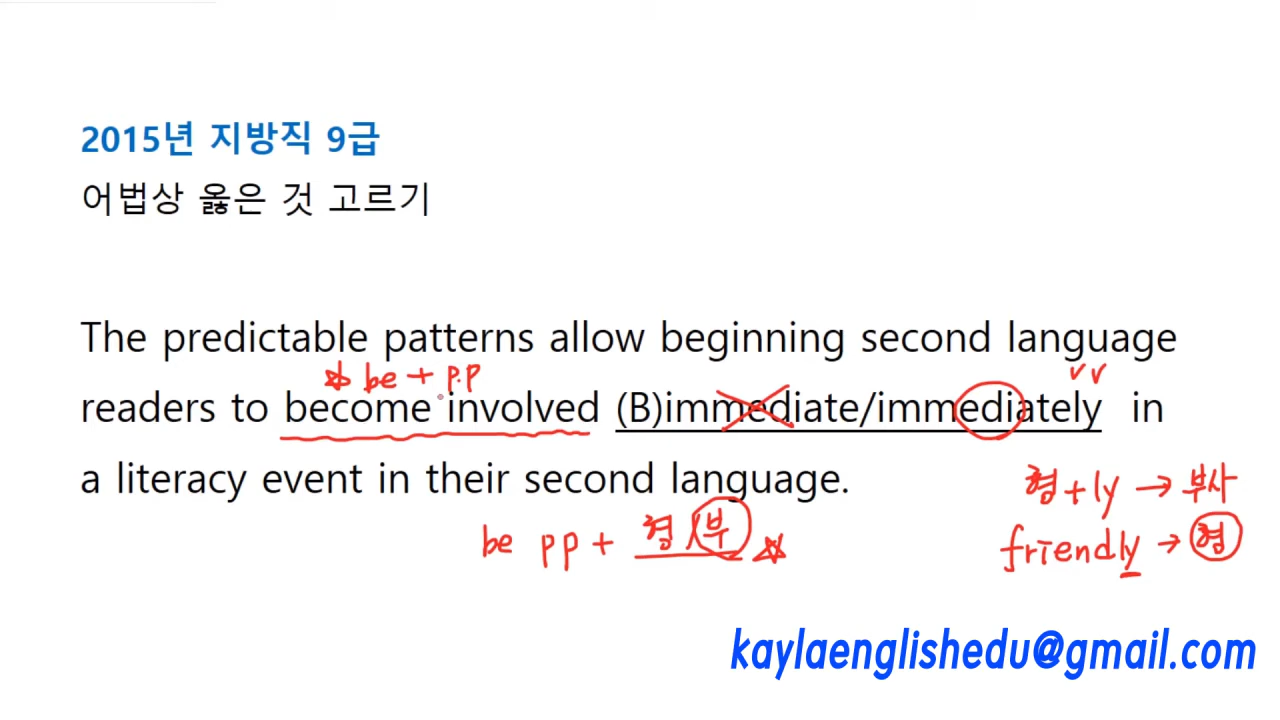 2015년 지방직 9급
어법상 옳은 것 고르기
The predictable patterns allow beginning second language
be + p.p
readers to become involved (B)immediate/immediately in
a literacy event in their second language.
형+ly → 부사
be pp + 형/부
friendly → 형
kaylaenglishedu@gmail.com